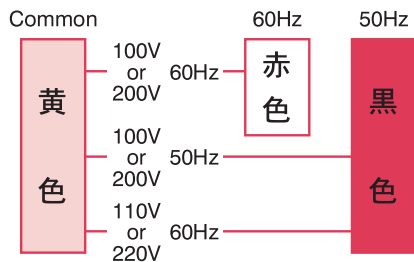 Common 60Hz 50Hz
黄色
赤色
黒色
100V
or 60Hz
200V
100V
or 50Hz
200V
110V
or 60Hz
220V